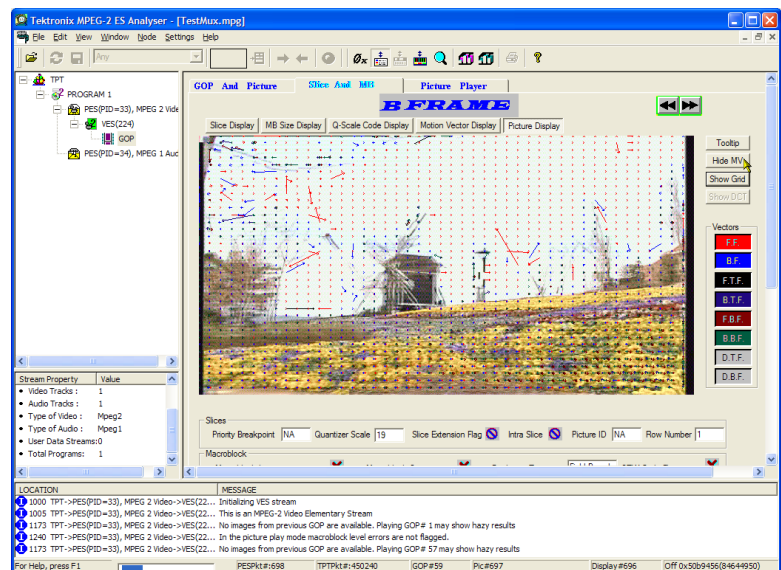 Tektronix MPEG-2 ES Analyser - [TestMux.mpg]
File Edit View Window Node Settings Help
Any
TPT
PROGRAM 1
PES(PID=33), MPEG 2 Vide
VES(224)
GOP
PES(PID=34), MPEG 1 Aud
GOP And Picture Slice And MB Picture Player
B FRAME
Slice Display MB Size Display Q-Scale Code Display Motion Vector Display Picture Display
Tooltip
Hide MV
Show Grid
Show DCT
Vectors
F.F.
B.F.
F.T.F.
B.T.F.
F.B.F.
B.B.F.
D.T.F.
D.B.F.
Stream Property Value
Video Tracks : 1
Audio Tracks : 1
Type of Video : Mpeg2
Type of Audio : Mpeg1
User Data Streams: 0
Total Programs: 1
Slices
Priority Breakpoint NA Quantizer Scale 19 Slice Extension Flag Intra Slice Picture ID NA Row Number 1
Macroblock
LOCATION MESSAGE
1000 TPT->PES(PID=33), MPEG 2 Video->VES(22... Initializing VES stream
1005 TPT->PES(PID=33), MPEG 2 Video->VES(22... This is an MPEG-2 Video Elementary Stream
1173 TPT->PES(PID=33), MPEG 2 Video->VES(22... No images from previous GOP are available. Playing GOP# 1 may show hazy results
1240 TPT->PES(PID=33), MPEG 2 Video->VES(22... In the picture play mode macroblock level errors are not flagged.
1173 TPT->PES(PID=33), MPEG 2 Video->VES(22... No images from previous GOP are available. Playing GOP# 57 may show hazy results
For Help, press F1 PESPkt#:698 TPTPkt#:450240 GOP#59 Pic#697 Display#696 Off 0x50b9456(84644950)